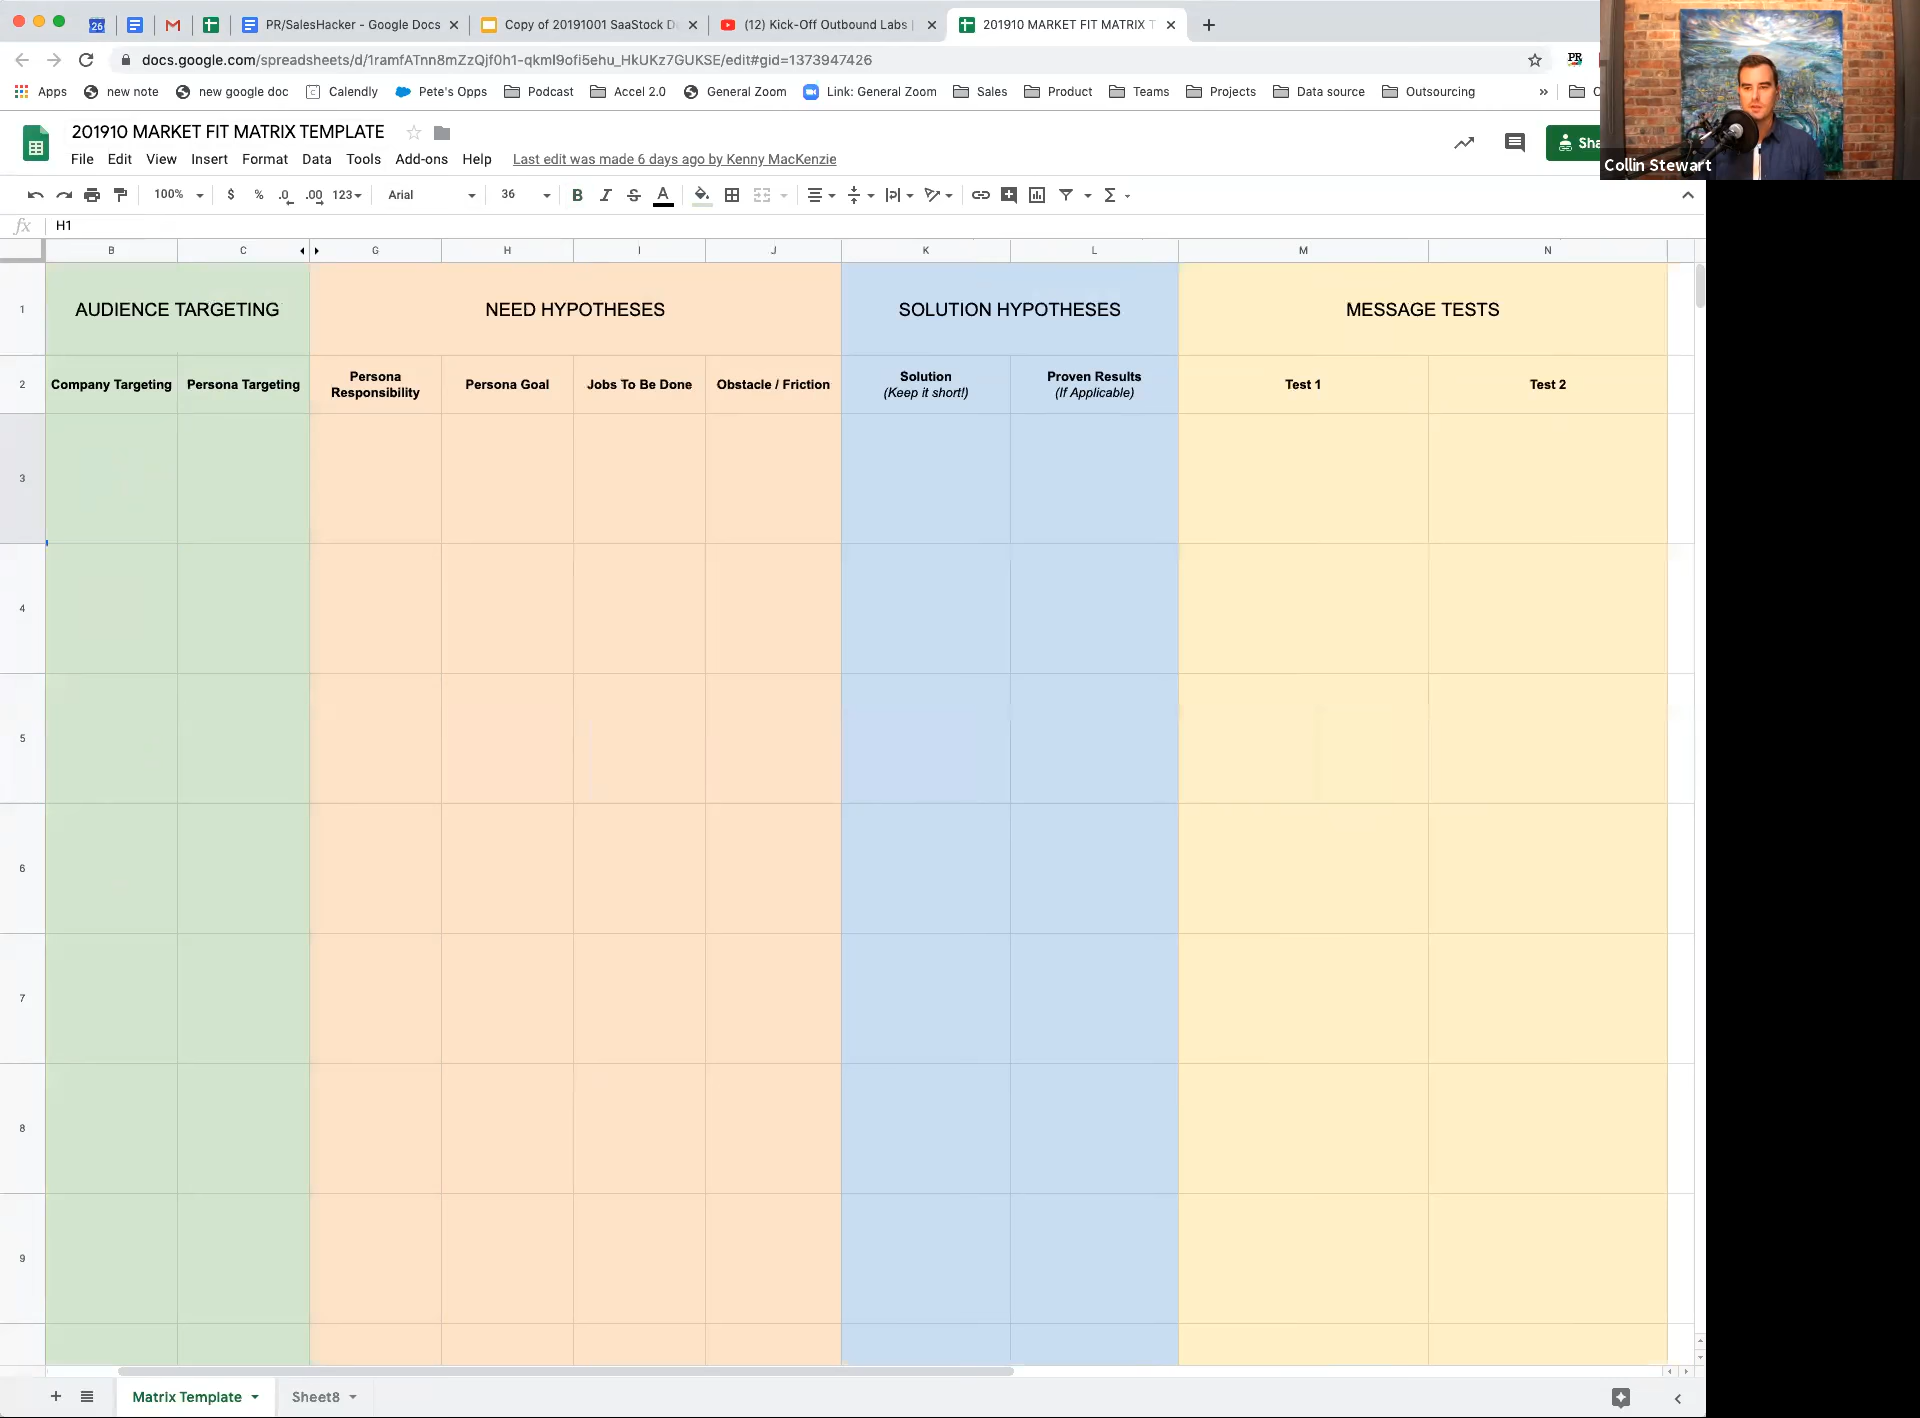 26
PR/SalesHacker - Google Docs
Copy of 20191001 SaaStock D
(12) Kick-Off Outbound Labs |
201910 MARKET FIT MATRIX T
docs.google.com/spreadsheets/d/1ramfATnn8mZzQjf0h1-qkmI9ofi5ehu_HkUKz7GUKSE/edit#gid=1373947426
PR
Apps
new note
new google doc
Calendly
Pete's Opps
Podcast
Accel 2.0
General Zoom
Link: General Zoom
Sales
Product
Teams
Projects
Data source
Outsourcing
»
201910 MARKET FIT MATRIX TEMPLATE
Sha
Collin Stewart
File Edit View Insert Format Data Tools Add-ons Help Last edit was made 6 days ago by Kenny MacKenzie
100% $ % .0 .00 123 Arial 36 B I S A Σ
fx H1
B C G H I J K L M N
1 AUDIENCE TARGETING NEED HYPOTHESES SOLUTION HYPOTHESES MESSAGE TESTS
2
Company Targeting
Persona Targeting
Persona
Responsibility
Persona Goal
Jobs To Be Done
Obstacle / Friction
Solution
(Keep it short!)
Proven Results
(If Applicable)
Test 1
Test 2
3
4
5
6
7
8
9
Matrix Template
Sheet8